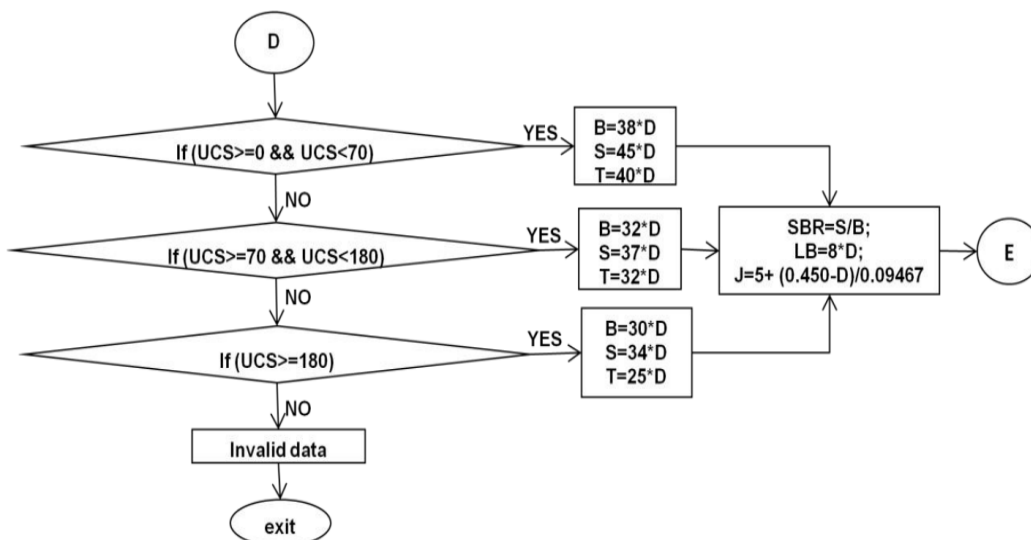 D
If (UCS>=0 && UCS<70)
YES
B=38*D
S=45*D
T=40*D
NO
If (UCS>=70 && UCS<180)
YES
B=32*D
S=37*D
T=32*D
SBR=S/B;
LB=8*D;
J=5+ (0.450-D)/0.09467
E
NO
If (UCS>=180)
YES
B=30*D
S=34*D
T=25*D
NO
Invalid data
exit